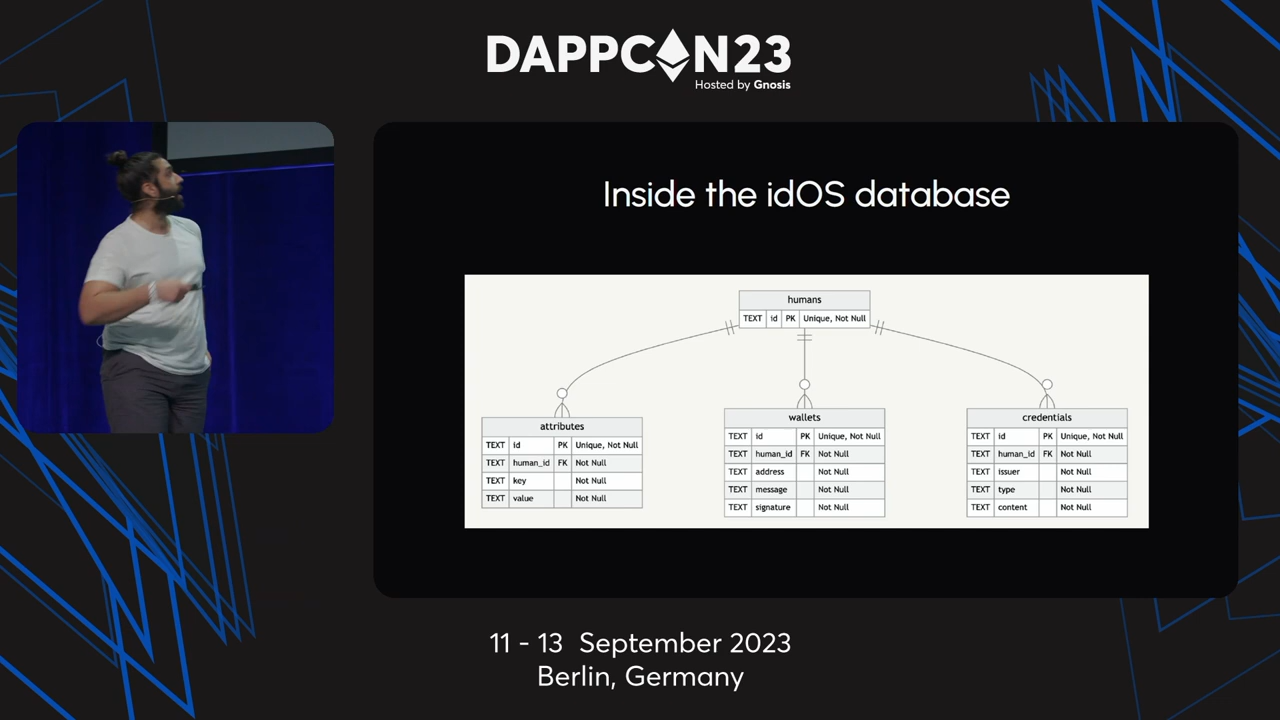 DAPPCON23
Hosted by Gnosis
Inside the idOS database
humans
TEXT id PK Unique, Not Null
attributes
TEXT id PK Unique, Not Null
TEXT human_id FK Not Null
TEXT key Not Null
TEXT value Not Null
wallets
TEXT id PK Unique, Not Null
TEXT human_id FK Not Null
TEXT address Not Null
TEXT message Not Null
TEXT signature Not Null
credentials
TEXT id PK Unique, Not Null
TEXT human_id FK Not Null
TEXT issuer Not Null
TEXT type Not Null
TEXT content Not Null
11 - 13 September 2023
Berlin, Germany